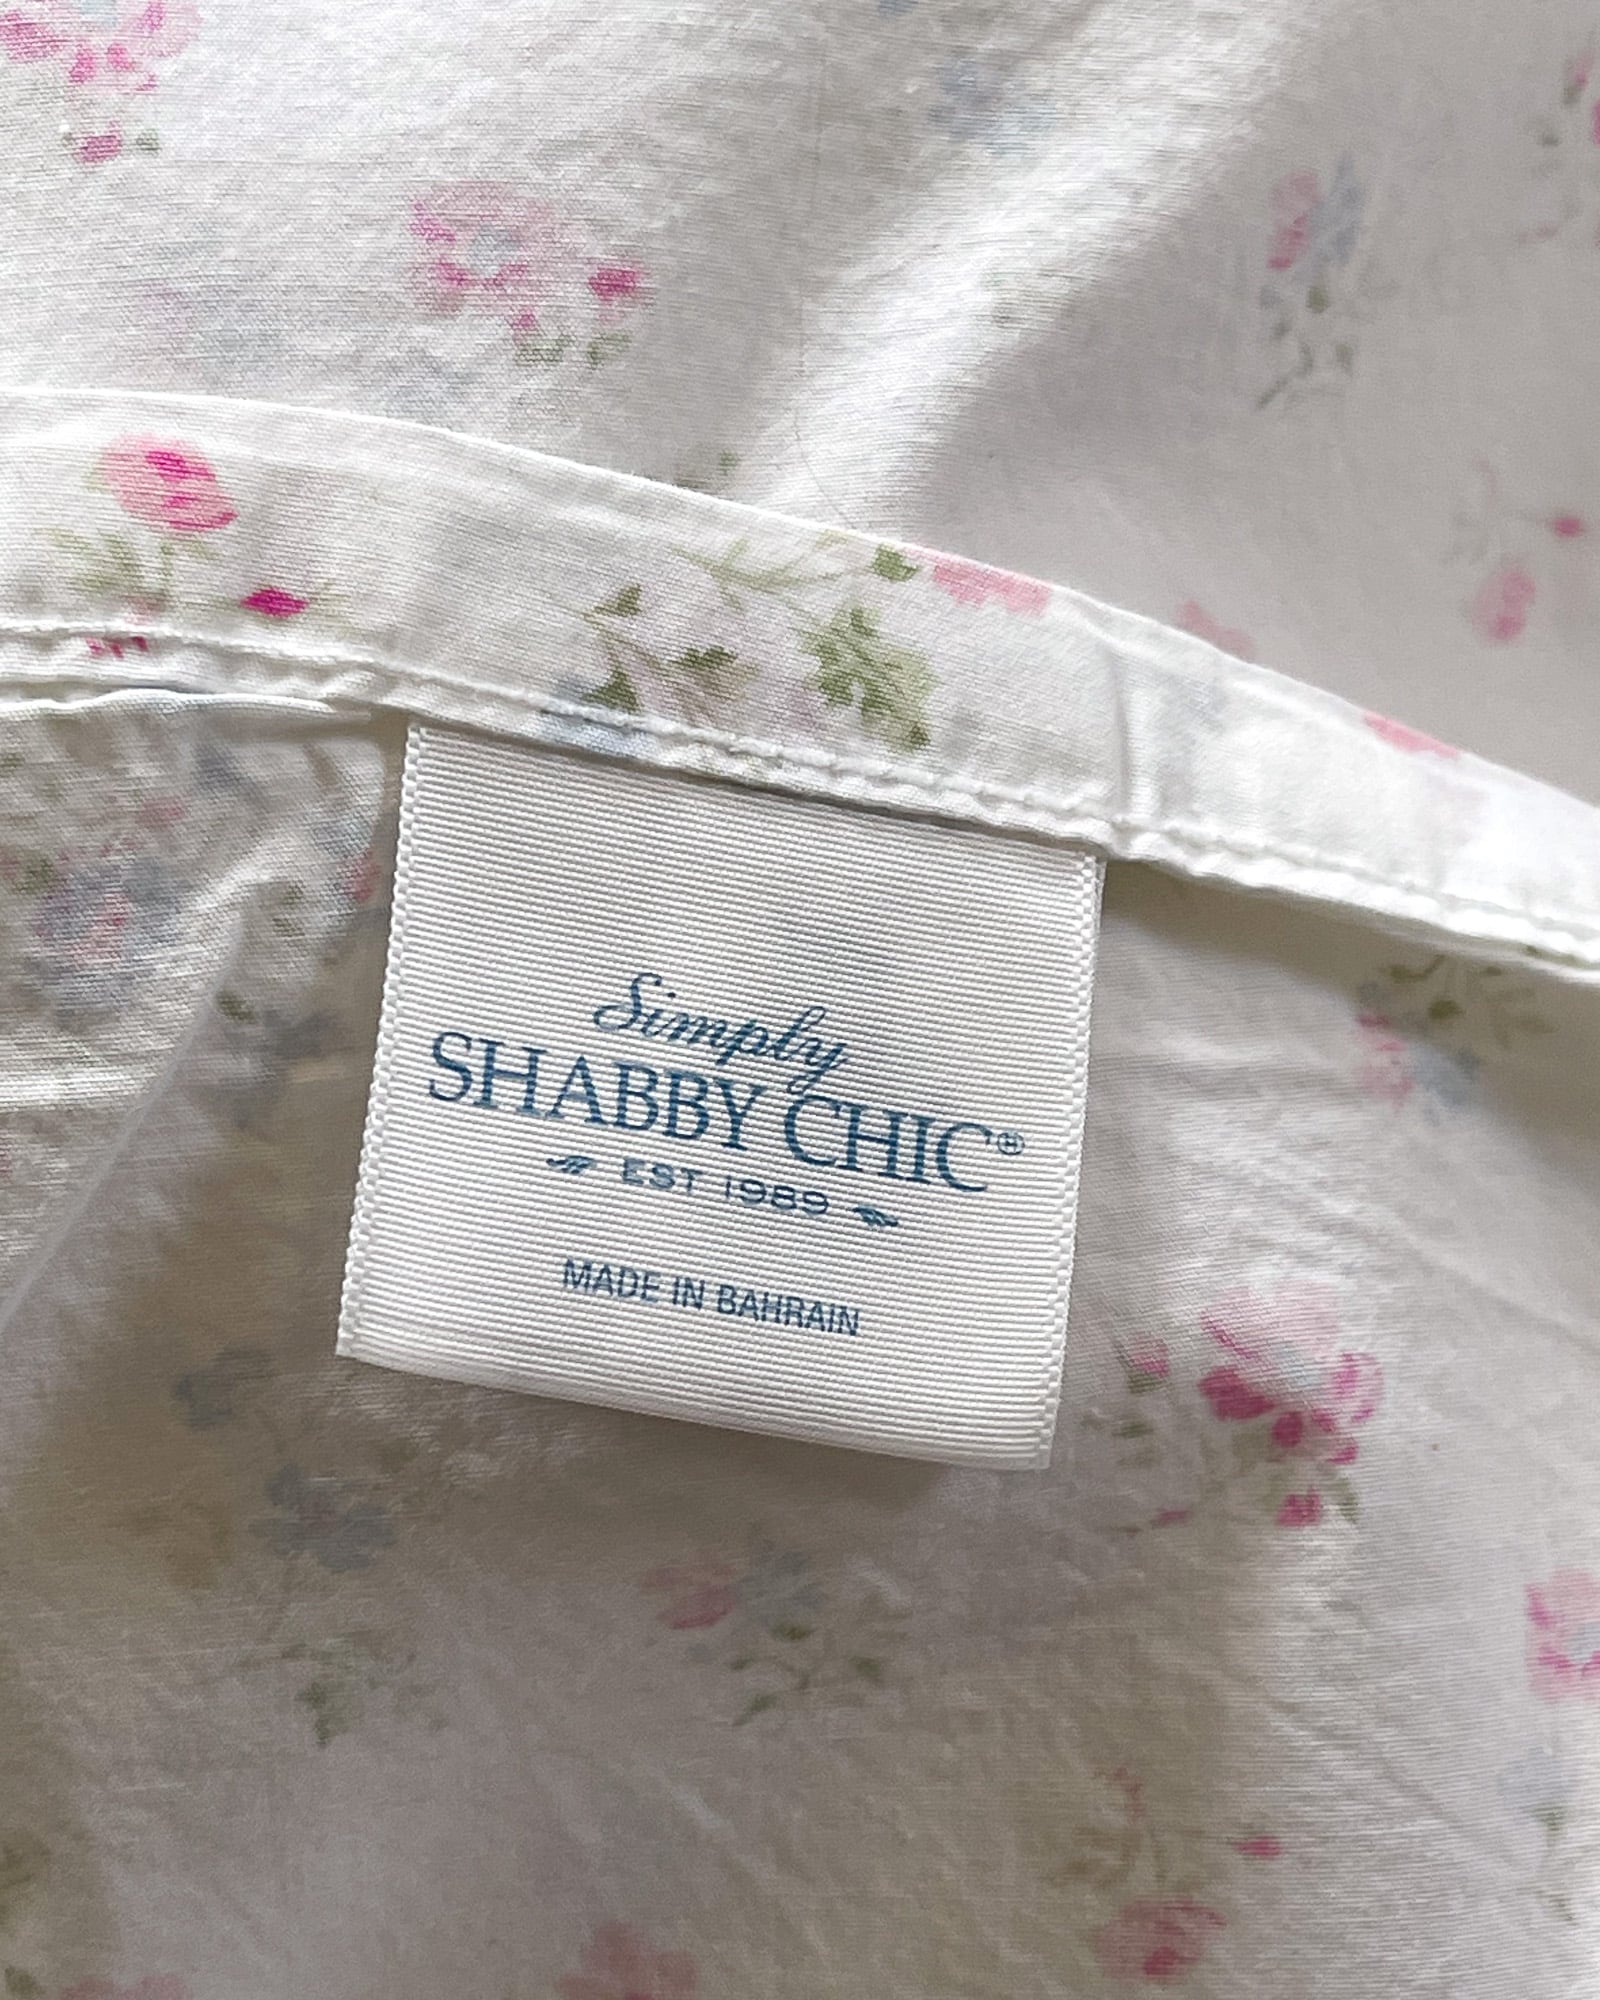 Simply
SHABBY CHIC®
EST 1989
MADE IN BAHRAIN